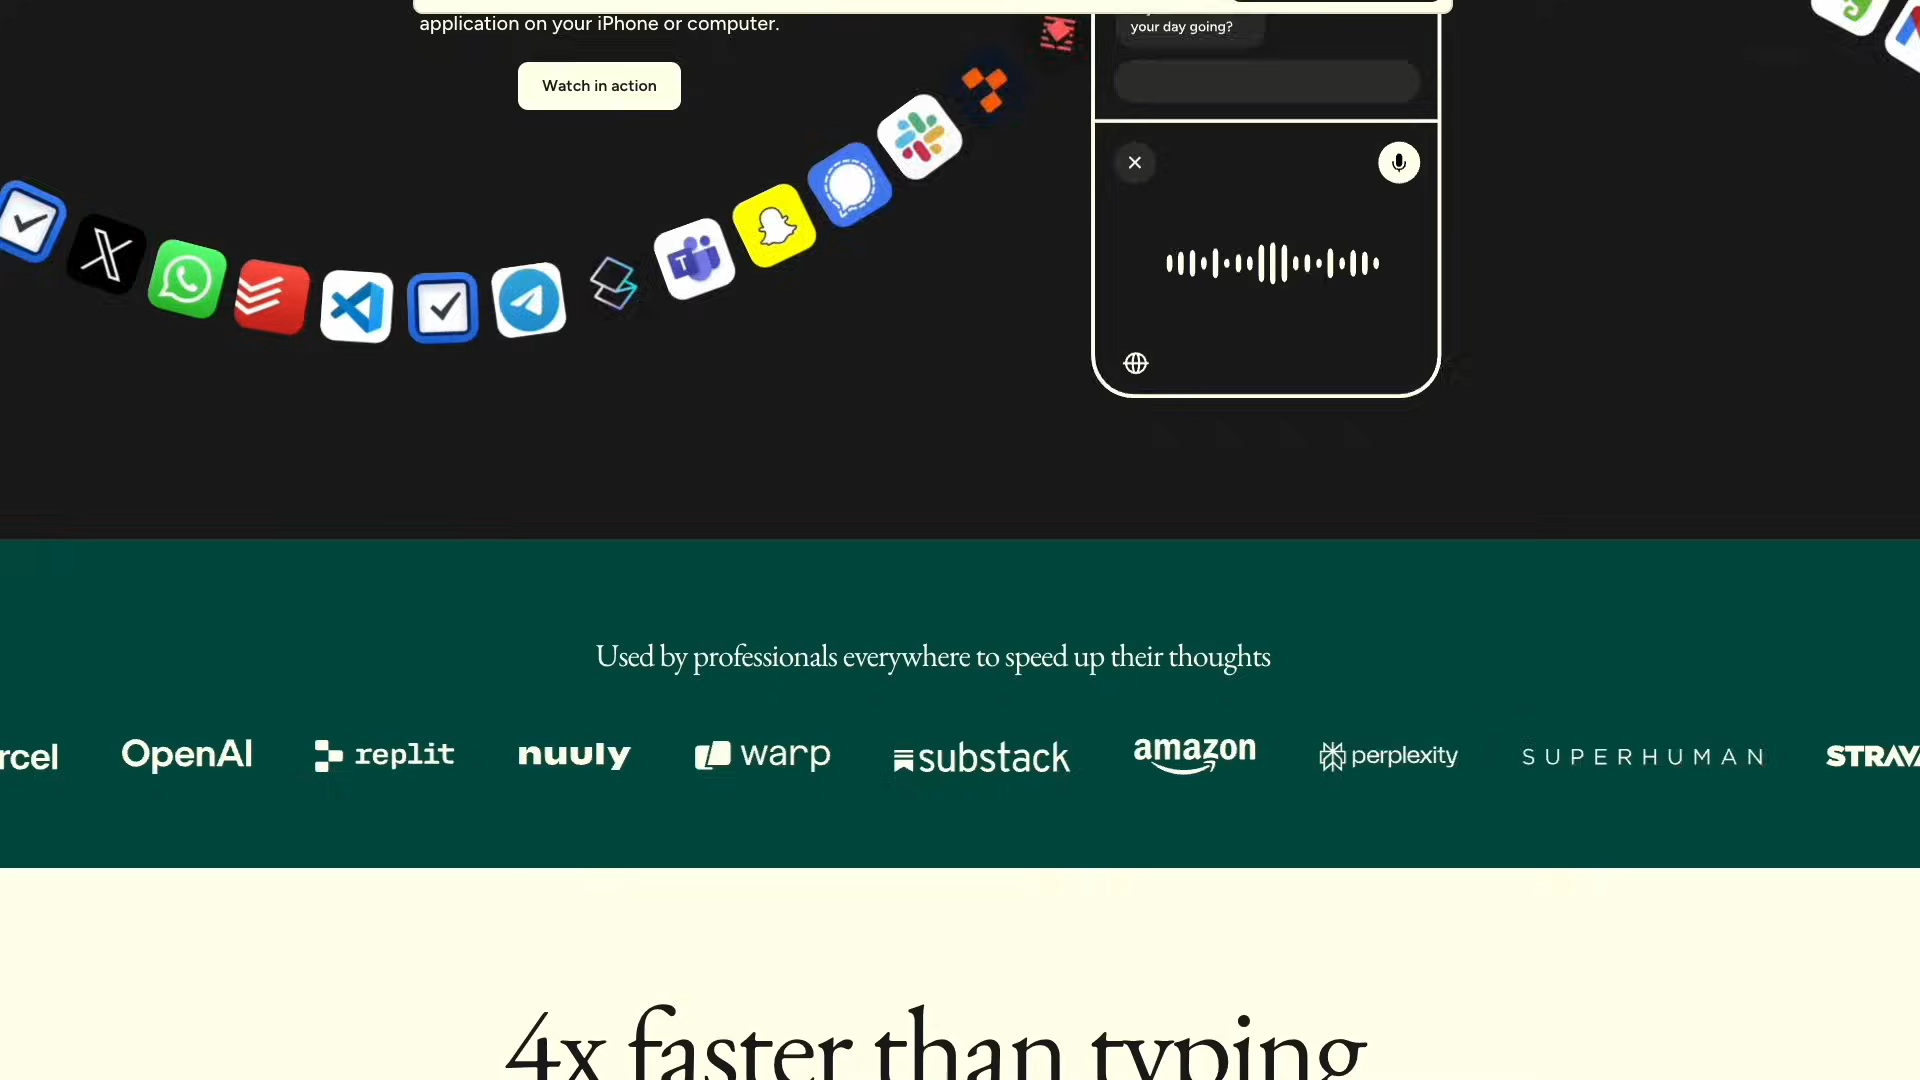 application on your iPhone or computer.
your day going?
Watch in action
T
Used by professionals everywhere to speed up their thoughts
rcel OpenAI replit nuuly warp substack amazon perplexity SUPERHUMAN STRAVA
4x faster than typing